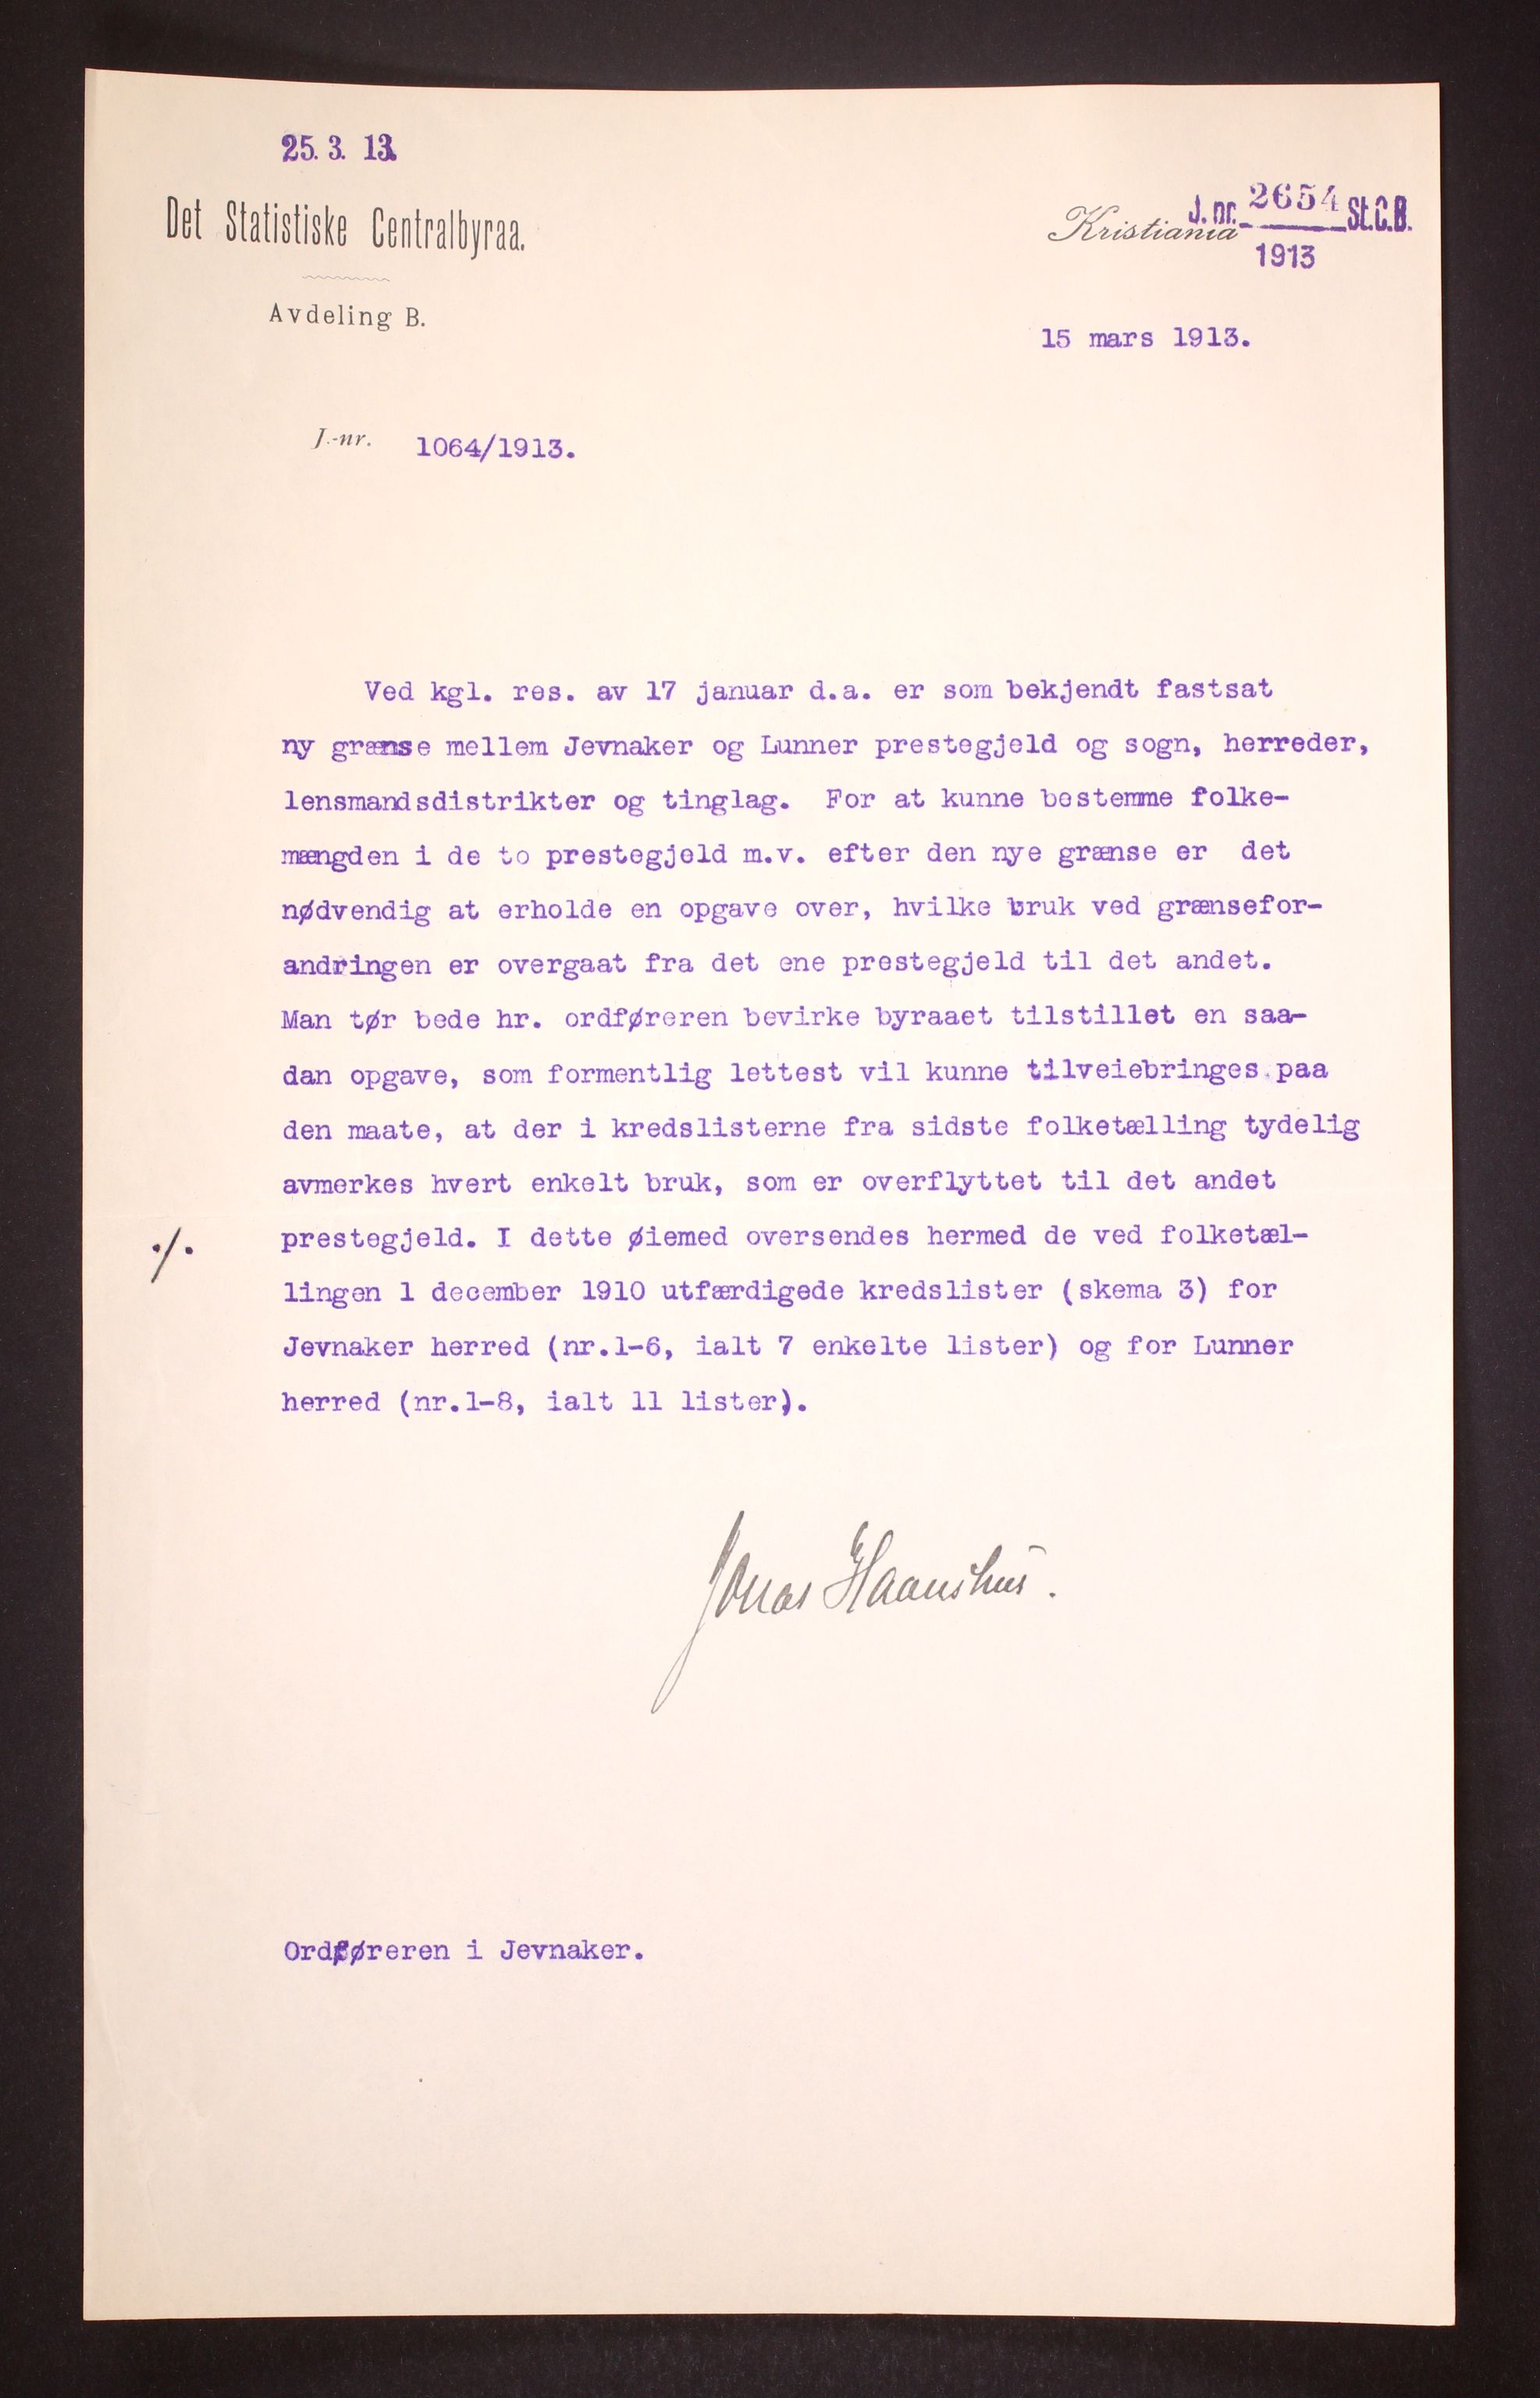 25. 3. 13.
Det Statistiske Centralbyraa.
Avdeling B.
J. nr. 2654 St.C.B.
Kristiania
1913
15 mars 1913.
J.-nr. 1064/1913.
Ved kgl. res. av 17 januar d.a. er som bekjendt fastsat
ny grænse mellem Jevnaker og Lunner prestegjeld og sogn, herreder,
lensmandsdistrikter og tinglag. For at kunne bestemme folke-
mængden i de to prestegjeld m.v. efter den nye grænse er det
nødvendig at erholde en opgave over, hvilke bruk ved grænsefor-
andringen er overgaat fra det ene prestegjeld til det andet.
Man tør bede hr. ordføreren bevirke byraaet tilstillet en saa-
dan opgave, som formentlig lettest vil kunne tilveiebringes paa
den maate, at der i kredslisterne fra sidste folketælling tydelig
avmerkes hvert enkelt bruk, som er overflyttet til det andet
./. prestegjeld. I dette øiemed oversendes hermed de ved folketæl-
lingen 1 december 1910 utfærdigede kredslister (skema 3) for
Jevnaker herred (nr.1-6, ialt 7 enkelte lister) og for Lunner
herred (nr.1-8, ialt 11 lister).
Jonas Haanshus.
Ordføreren i Jevnaker.